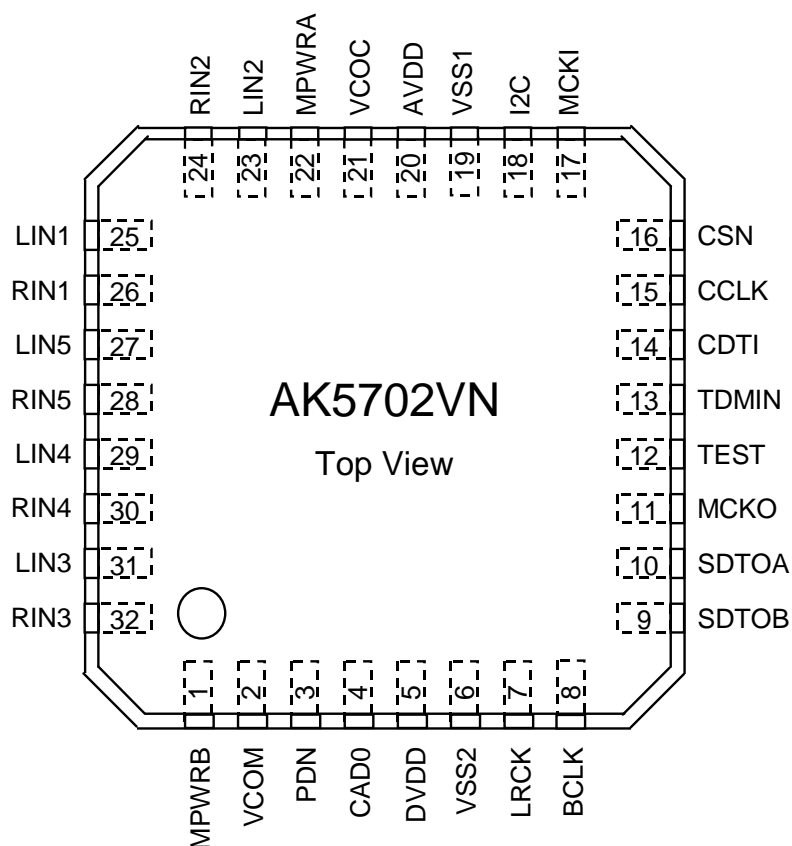 RIN2 LIN2 MPWRA VCOC AVDD VSS1 I2C MCKI
24 23 22 21 20 19 18 17
LIN1 25 16 CSN
RIN1 26 15 CCLK
LIN5 27 14 CDTI
RIN5 28 13 TDMIN
LIN4 29 12 TEST
RIN4 30 11 MCKO
LIN3 31 10 SDTOA
RIN3 32 9 SDTOB
AK5702VN
Top View
1 2 3 4 5 6 7 8
MPWRB VCOM PDN CAD0 DVDD VSS2 LRCK BCLK